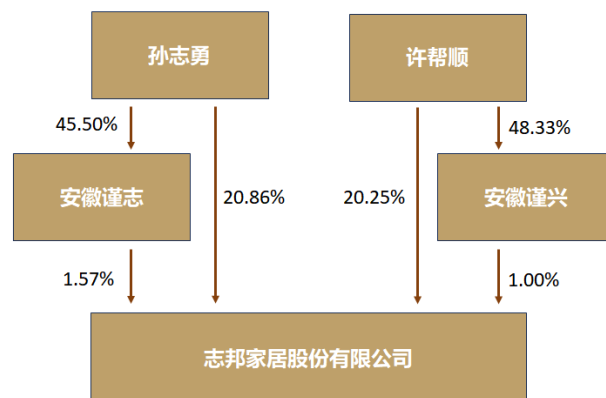 孙志勇
许帮顺
45.50%
48.33%
安徽谨志
20.86%
20.25%
安徽谨兴
1.57%
1.00%
志邦家居股份有限公司